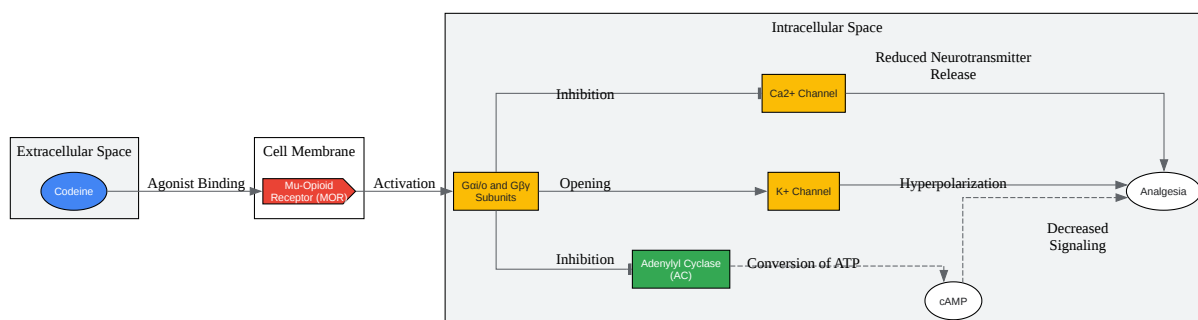 Intracellular Space
Reduced Neurotransmitter
Release
Inhibition
Ca2+ Channel
Extracellular Space
Cell Membrane
Codeine
Agonist Binding
Mu-Opioid
Receptor (MOR)
Activation
Gαi/o and Gβγ
Subunits
Opening
K+ Channel
Hyperpolarization
Analgesia
Decreased
Signaling
Inhibition
Adenylyl Cyclase
(AC)
Conversion of ATP
cAMP